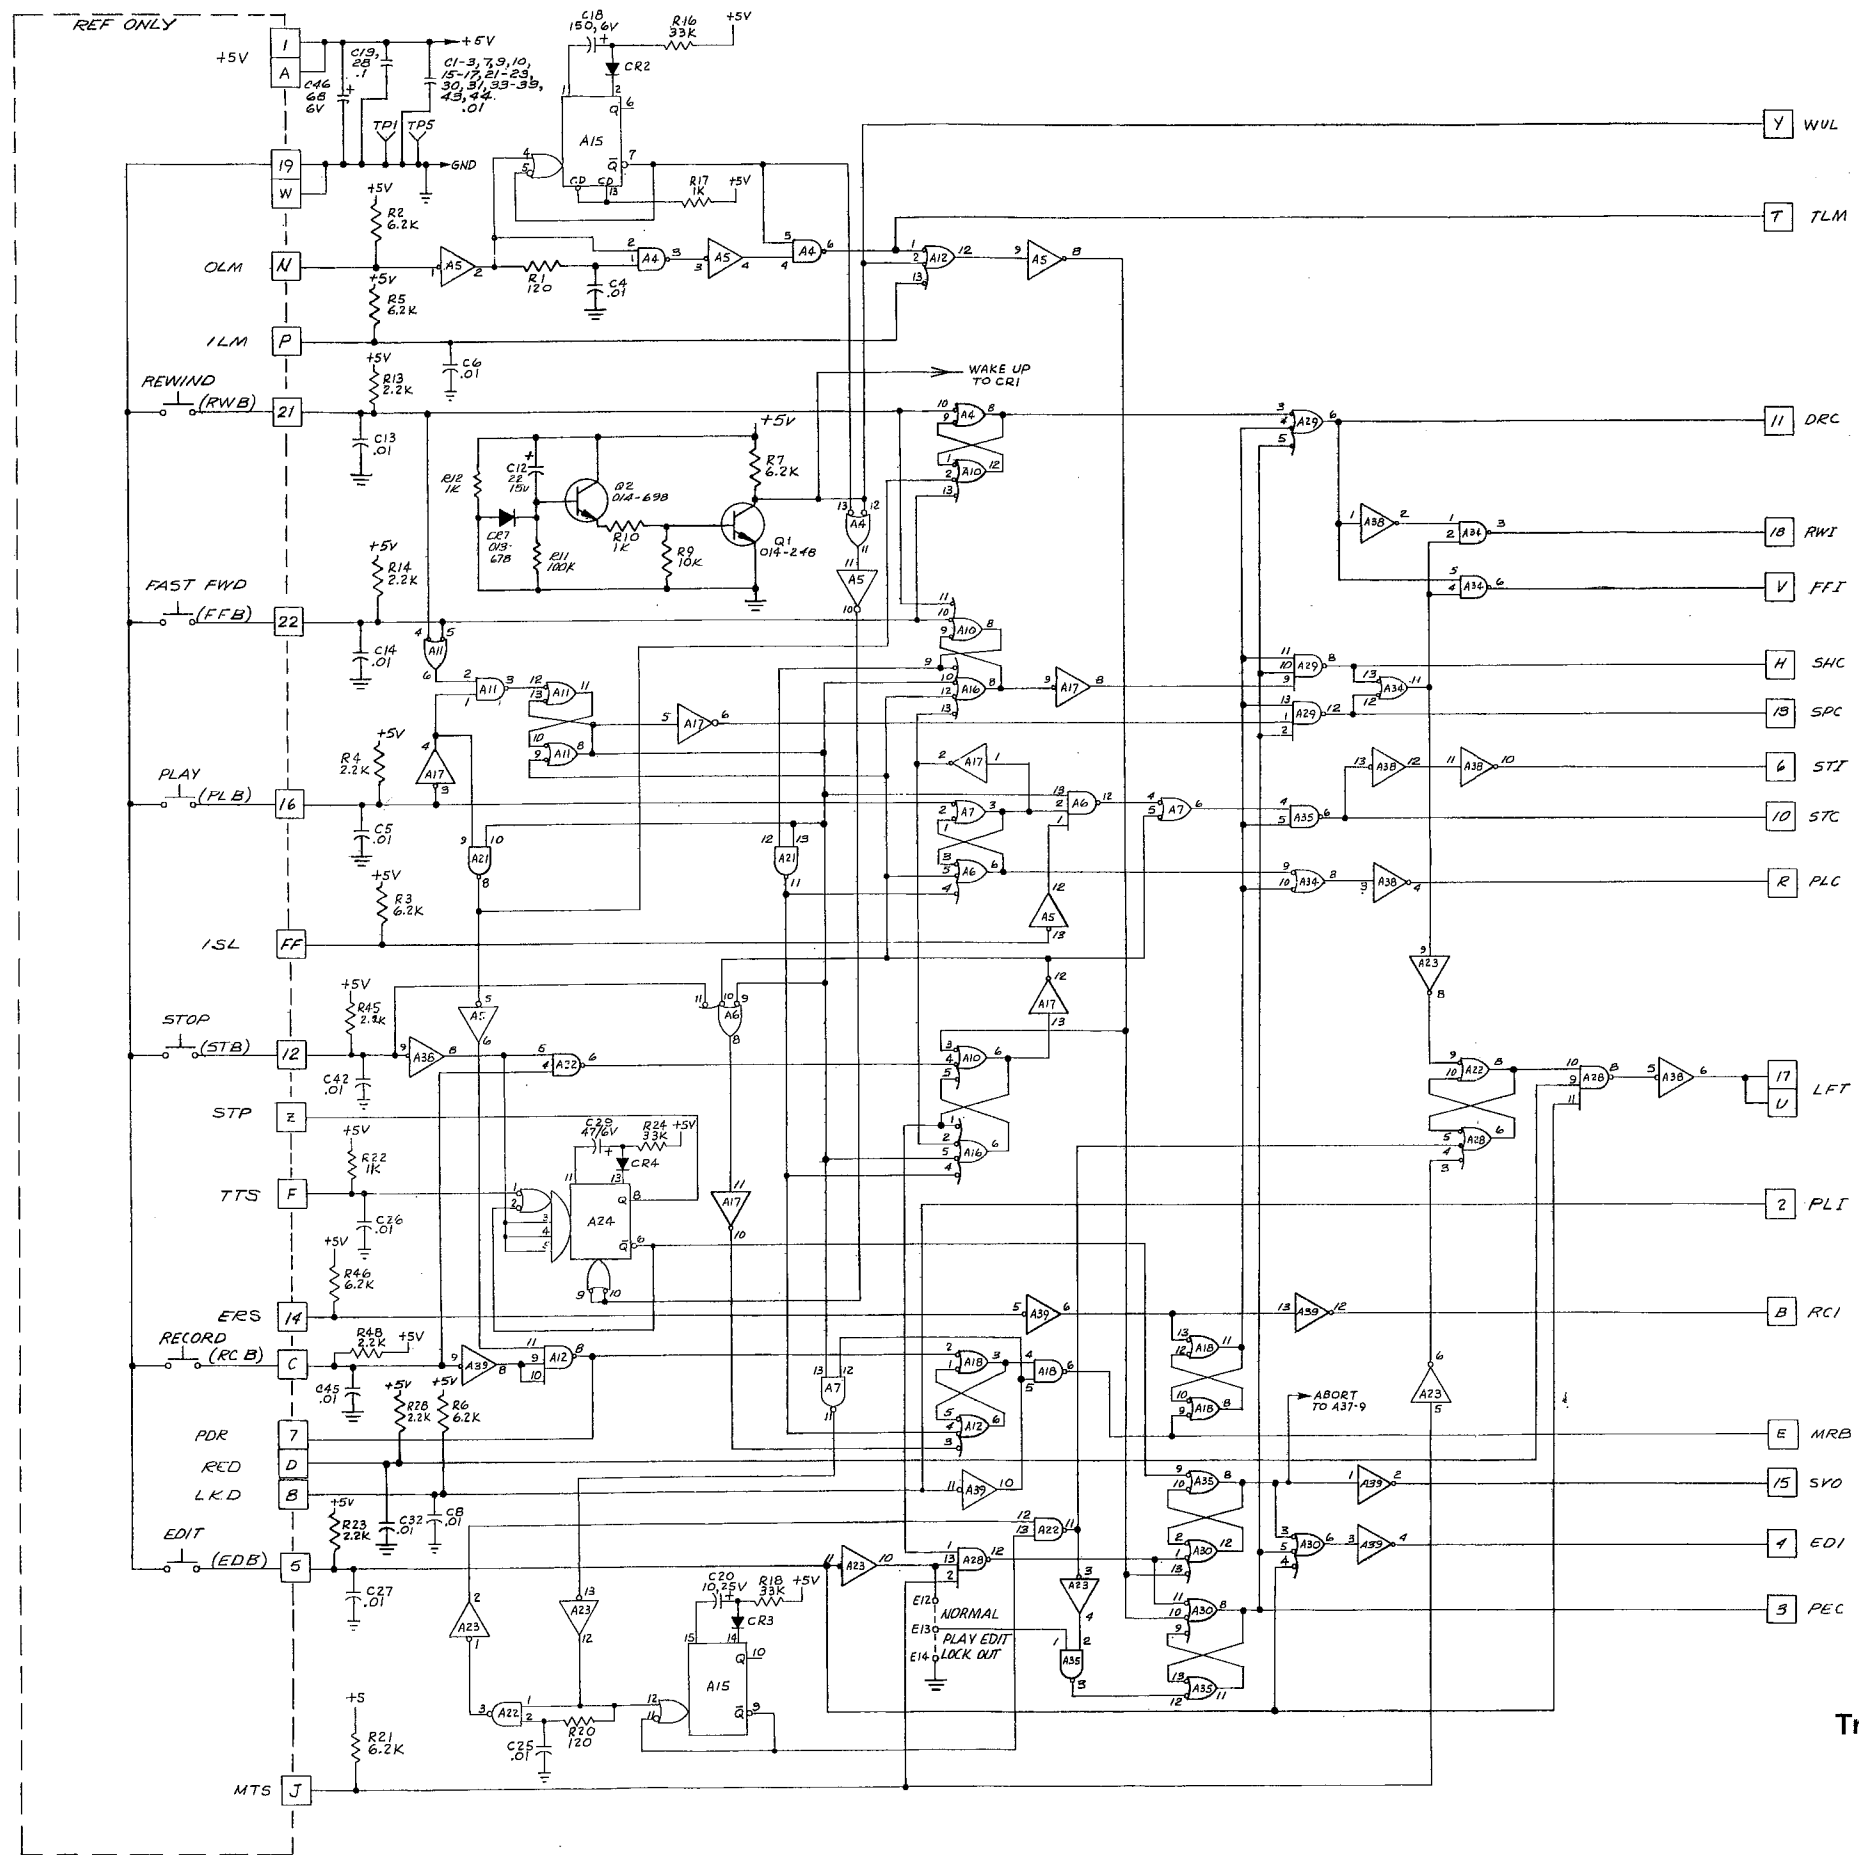 REF ONLY
+5V
1
A
+5V
C46
68
6V
C19,
28
.1
C1-3, 7, 9, 10,
15-17, 21-23,
30, 31, 33-39,
43, 44.
.01
TP1
TP5
19
W
GND
C18
150, 6V
R16
33K
+5V
CR2
A15
R17
1K
+5V
Y WUL
T TLM
OLM N
+5V
R2
6.2K
A5
R1
120
C4
.01
A4
A5
A4
A12
A5
+5V
R5
6.2K
ILM P
C6
.01
+5V
R13
2.2K
WAKE UP
TO CR1
REWIND
(RWB) 21
C13
.01
A4
A10
A29
11 DRC
R12
1K
C12
22
15V
Q2
014-698
+5V
R7
6.2K
CR7
013-
678
R11
100K
R10
1K
R9
10K
Q1
014-248
A4
A5
A38
A34
18 RWI
A34
V FFI
+5V
R14
2.2K
FAST FWD
(FFB) 22
C14
.01
A11
A11
A11
A11
A17
A10
A16
A17
A29
A29
A34
H SHC
13 SPC
+5V
R4
2.2K
A17
A17
A38
A38
6 STI
PLAY
(PLB) 16
C5
.01
A7
A6
A6
A7
A35
10 STC
A21
A21
A34
A38
R PLC
+5V
R3
6.2K
A5
ISL FF
A23
+5V
R45
2.2K
A5
A6
A17
STOP
(STB) 12
C42
.01
A36
A22
A10
A16
A22
A28
A28
A38
17
U
LFT
STP Z
+5V
R22
1K
C29
47/6V
R24
33K
+5V
CR4
TTS F
C26
.01
A24
A17
2 PLI
+5V
R46
6.2K
ERS 14
A39
A39
B RCI
RECORD
(RCB) C
R48
2.2K
+5V
C45
.01
A39
A12
A7
A18
A12
A18
A18
A18
A23
+5V
R28
2.2K
+5V
R6
6.2K
ABORT
TO A37-9
PDR 7
E MRB
RED D
LKD B
A39
A35
A30
A39
15 SVO
+5V
R23
2.2K
C32
.01
C8
.01
EDIT
(EDB) 5
C27
.01
A22
A23
A28
A23
A30
A39
4 EDI
A23
A23
C20
10, 25V
R18
33K
+5V
CR3
E12
NORMAL
E13
PLAY EDIT
E14 LOCK OUT
A35
A30
A35
3 PEC
A15
A22
R20
120
C25
.01
+5
R21
6.2K
MTS J
Tr